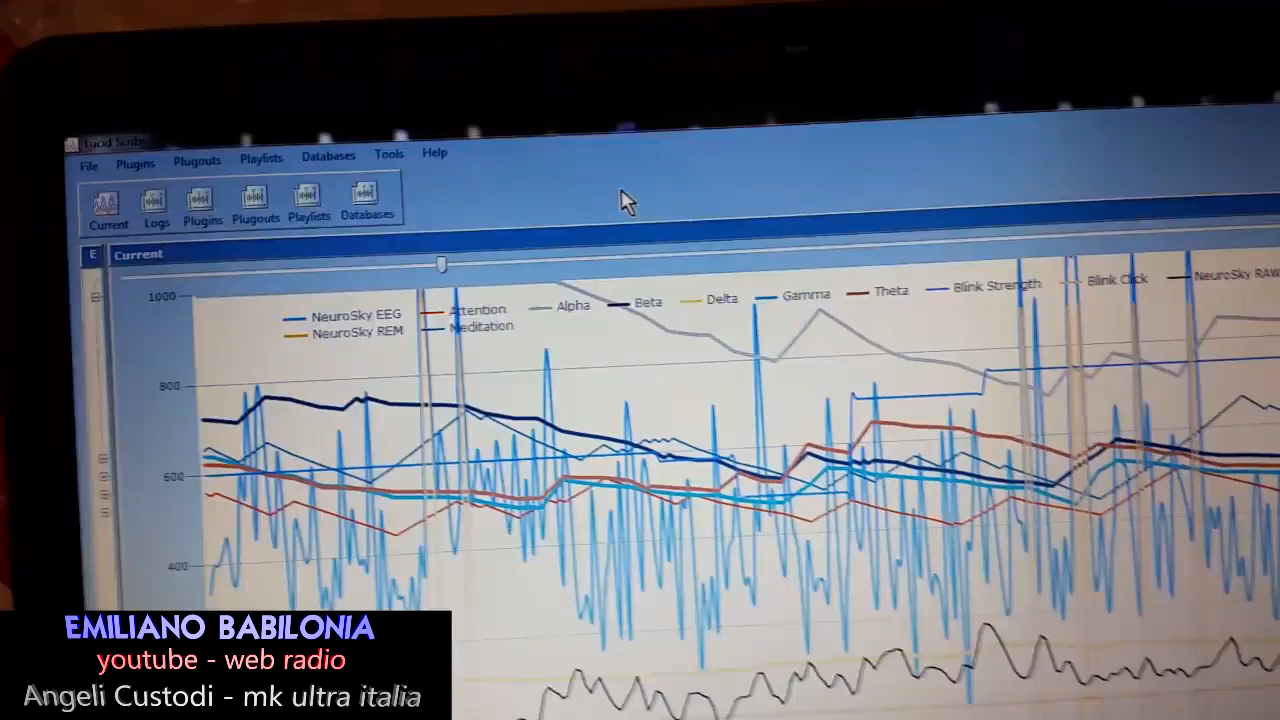 Lucid Scribe
File Plugins Plugouts Playlists Databases Tools Help
Current Logs Plugins Plugouts Playlists Databases
E Current
1000
NeuroSky EEG Attention Alpha Beta Delta Gamma Theta Blink Strength Blink Click NeuroSky RAW
NeuroSky REM Meditation
800
600
400
EMILIANO BABILONIA
youtube - web radio
Angeli Custodi - mk ultra italia